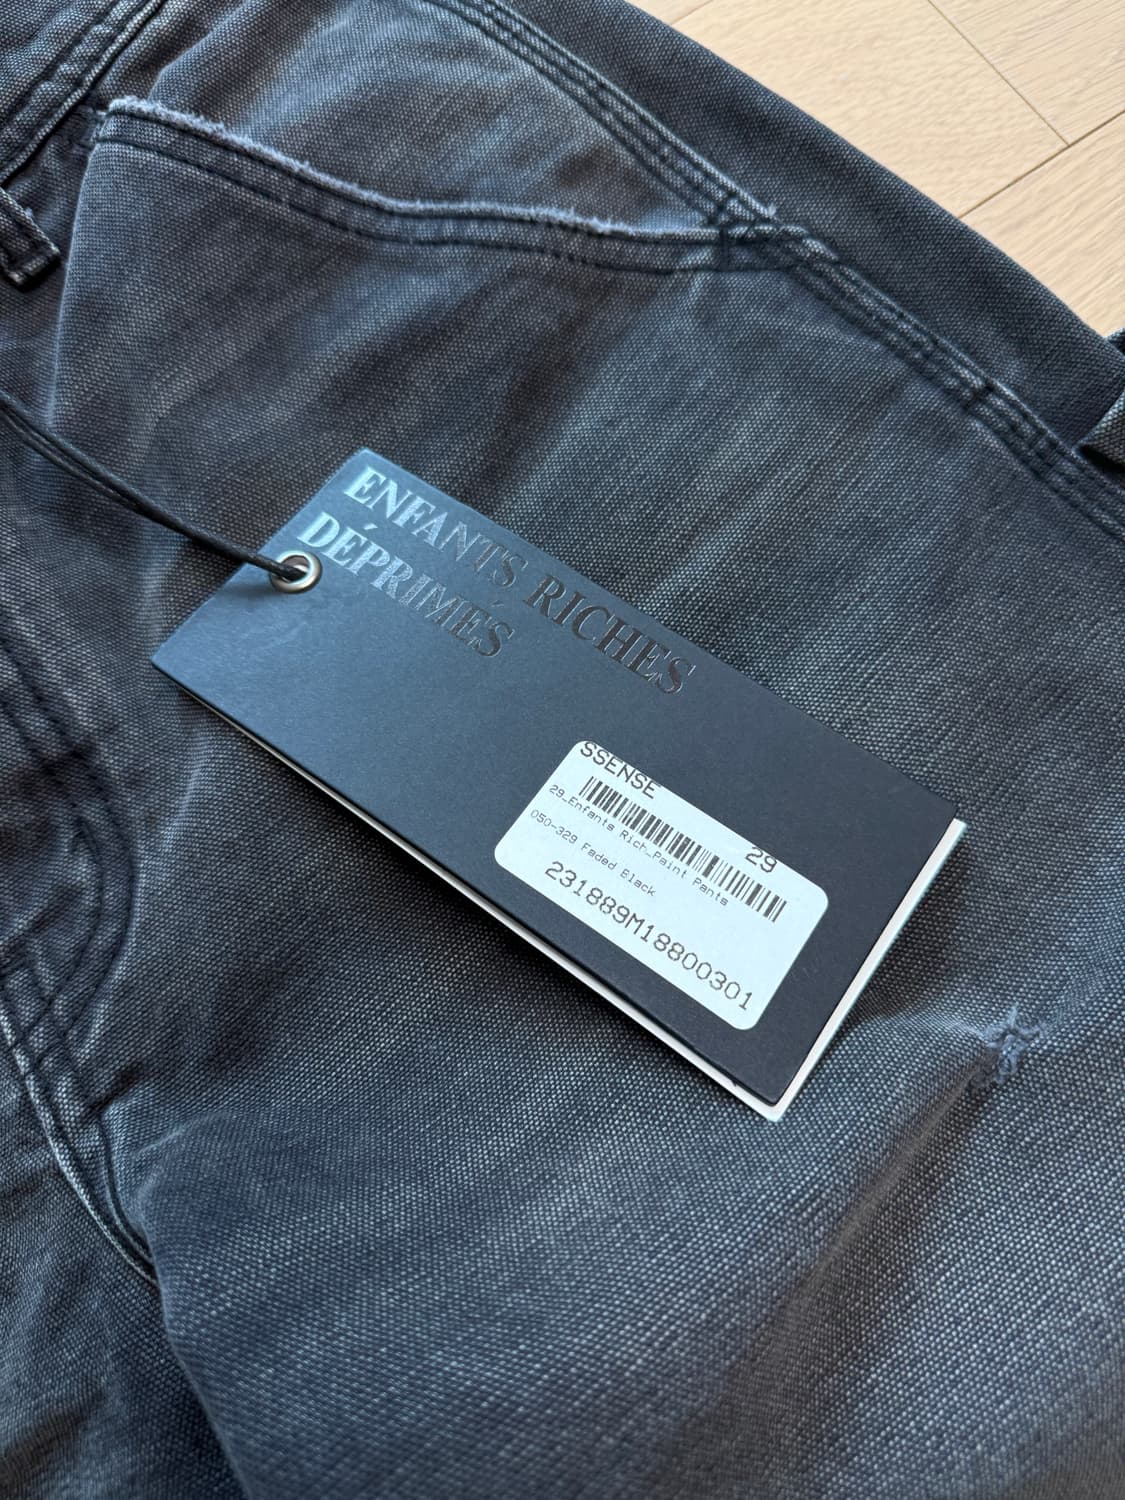 ENFANTS RICHES
DÉPRIMÉS
SSENSE
29
29_Enfants Rich_Paint Pants
050-329 Faded Black
231889M18800301